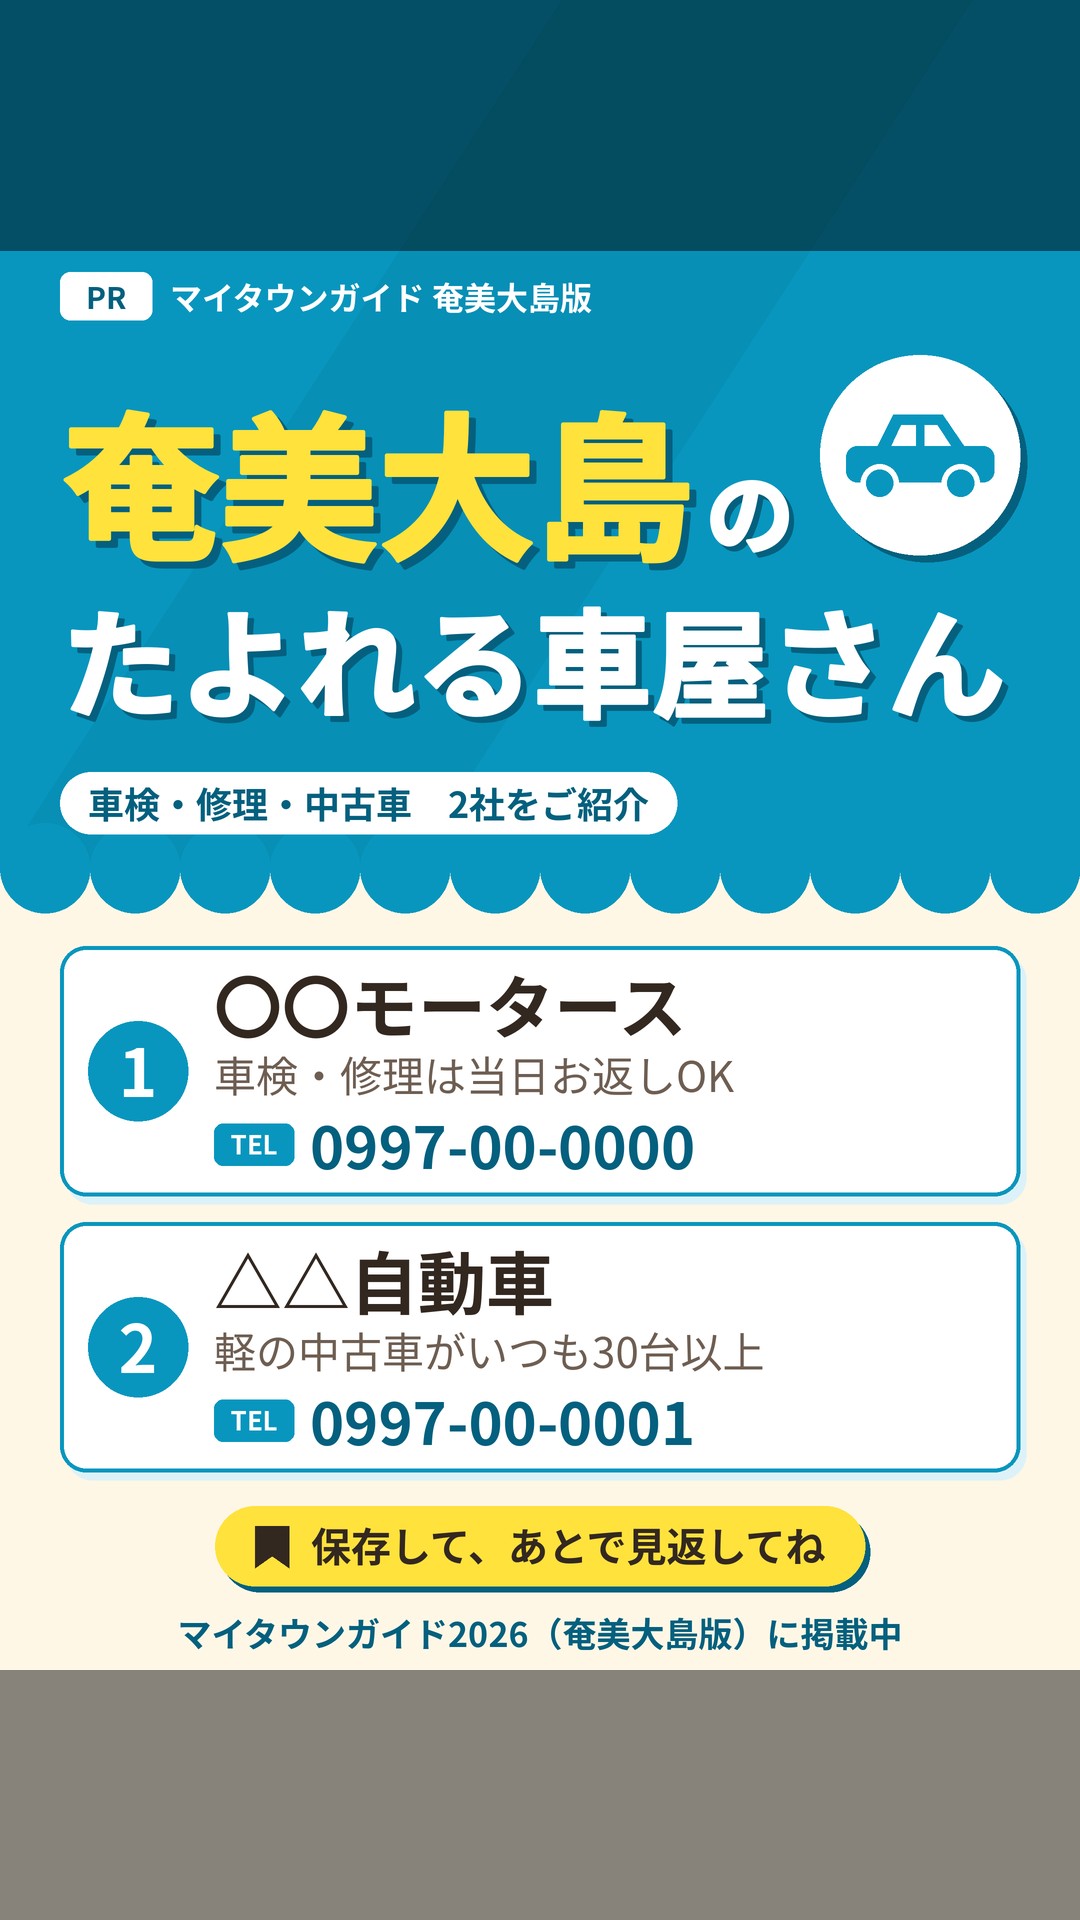 PR マイタウンガイド 奄美大島版
奄美大島の
たよれる車屋さん
車検・修理・中古車　2社をご紹介
1
〇〇モータース
車検・修理は当日お返しOK
TEL 0997-00-0000
2
△△自動車
軽の中古車がいつも30台以上
TEL 0997-00-0001
保存して、あとで見返してね
マイタウンガイド2026（奄美大島版）に掲載中